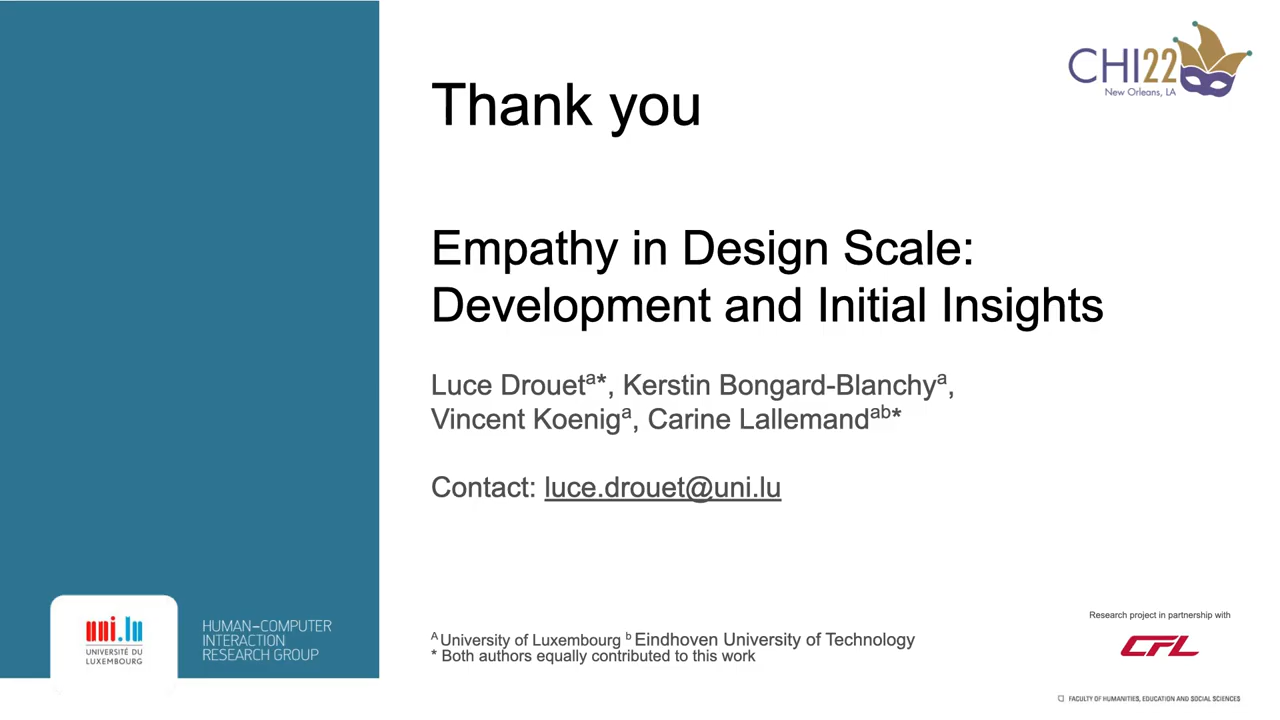 CHI22
New Orleans, LA
Thank you
Empathy in Design Scale:
Development and Initial Insights
Luce Drouetᵃ*, Kerstin Bongard-Blanchyᵃ,
Vincent Koenigᵃ, Carine Lallemandᵃᵇ*
Contact: luce.drouet@uni.lu
uni.lu
UNIVERSITÉ DU
LUXEMBOURG
HUMAN–COMPUTER
INTERACTION
RESEARCH GROUP
ᴬ University of Luxembourg ᵇ Eindhoven University of Technology
* Both authors equally contributed to this work
Research project in partnership with
CFL
FACULTY OF HUMANITIES, EDUCATION AND SOCIAL SCIENCES